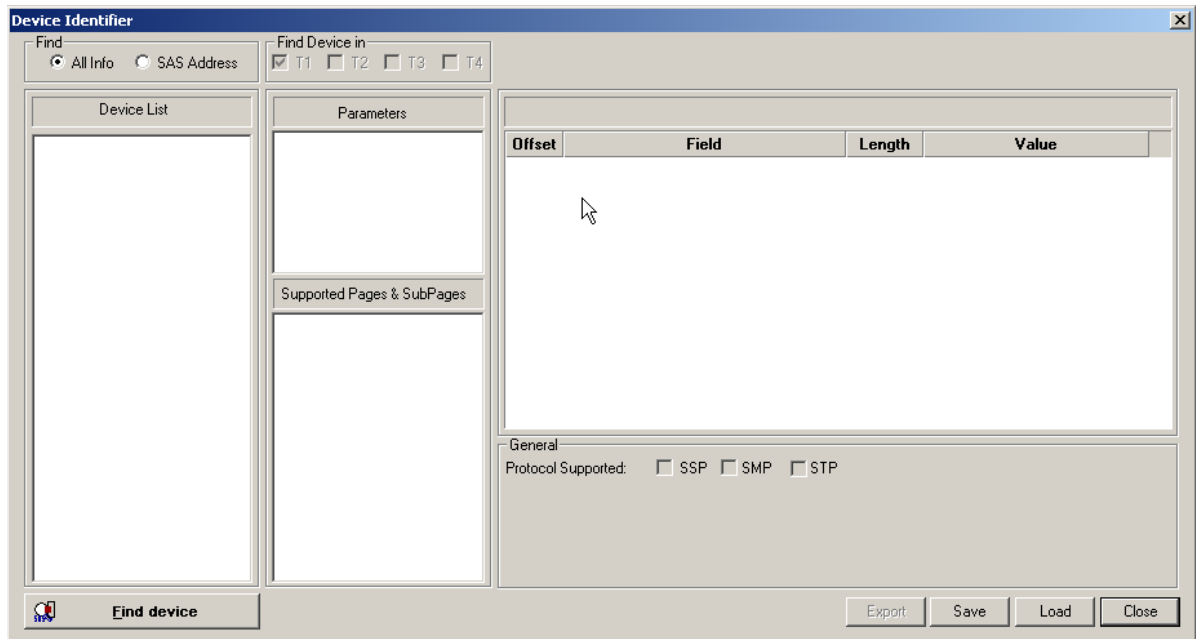 Device Identifier
Find
All Info SAS Address
Find Device in
T1 T2 T3 T4
Device List
Parameters
Supported Pages & SubPages
Offset Field Length Value
General
Protocol Supported: SSP SMP STP
Find device
Export Save Load Close